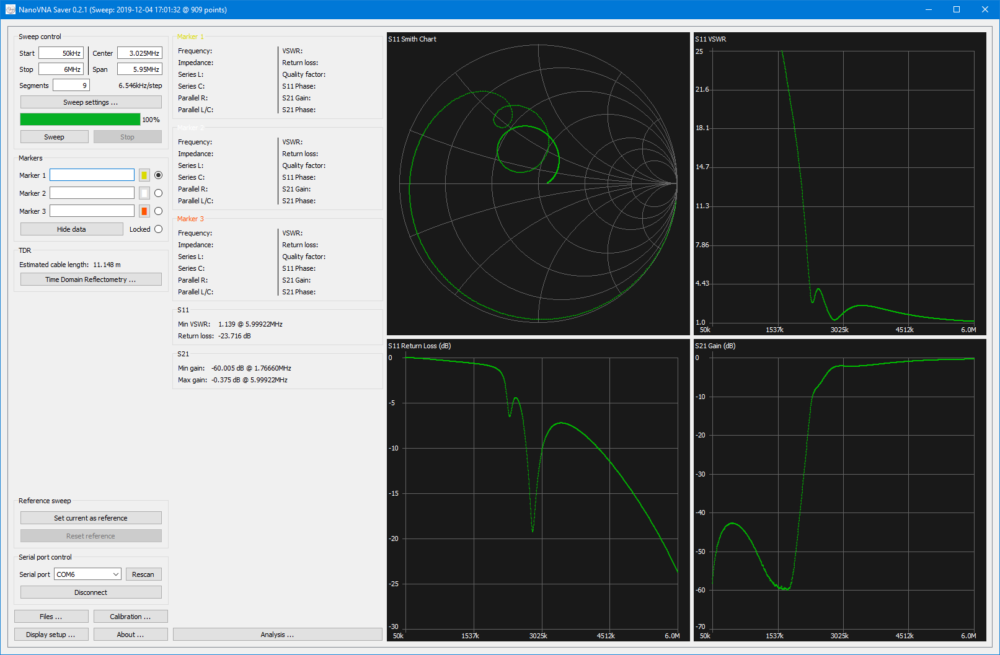 NanoVNA Saver 0.2.1 (Sweep: 2019-12-04 17:01:32 @ 909 points)
Sweep control
Start 50kHz Center 3.025MHz
Stop 6MHz Span 5.95MHz
Segments 9 6.546kHz/step
Sweep settings ...
100%
Sweep Stop
Markers
Marker 1
Marker 2
Marker 3
Hide data Locked
TDR
Estimated cable length: 11.148 m
Time Domain Reflectometry ...
Reference sweep
Set current as reference
Reset reference
Serial port control
Serial port COM6 Rescan
Disconnect
Files ... Calibration ...
Display setup ... About ...
Marker 1
Frequency: VSWR:
Impedance: Return loss:
Series L: Quality factor:
Series C: S11 Phase:
Parallel R: S21 Gain:
Parallel L/C: S21 Phase:
Marker 2
Frequency: VSWR:
Impedance: Return loss:
Series L: Quality factor:
Series C: S11 Phase:
Parallel R: S21 Gain:
Parallel L/C: S21 Phase:
Marker 3
Frequency: VSWR:
Impedance: Return loss:
Series L: Quality factor:
Series C: S11 Phase:
Parallel R: S21 Gain:
Parallel L/C: S21 Phase:
S11
Min VSWR: 1.139 @ 5.99922MHz
Return loss: -23.716 dB
S21
Min gain: -60.005 dB @ 1.76660MHz
Max gain: -0.375 dB @ 5.99922MHz
Analysis ...
S11 Smith Chart
S11 VSWR
25
21.6
18.1
14.7
11.3
7.86
4.43
1.0
50k 1537k 3025k 4512k 6.0M
S11 Return Loss (dB)
0
-5
-10
-15
-20
-25
-30
50k 1537k 3025k 4512k 6.0M
S21 Gain (dB)
0
-10
-20
-30
-40
-50
-60
-70
50k 1537k 3025k 4512k 6.0M